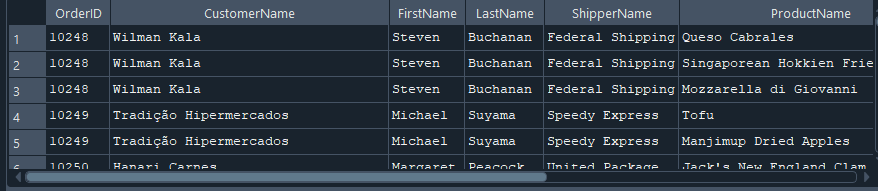 OrderID CustomerName FirstName LastName ShipperName ProductName
1 10248 Wilman Kala Steven Buchanan Federal Shipping Queso Cabrales
2 10248 Wilman Kala Steven Buchanan Federal Shipping Singaporean Hokkien Frie
3 10248 Wilman Kala Steven Buchanan Federal Shipping Mozzarella di Giovanni
4 10249 Tradição Hipermercados Michael Suyama Speedy Express Tofu
5 10249 Tradição Hipermercados Michael Suyama Speedy Express Manjimup Dried Apples
6 10250 Hanari Carnes Margaret Peacock United Package Jack's New England Clam